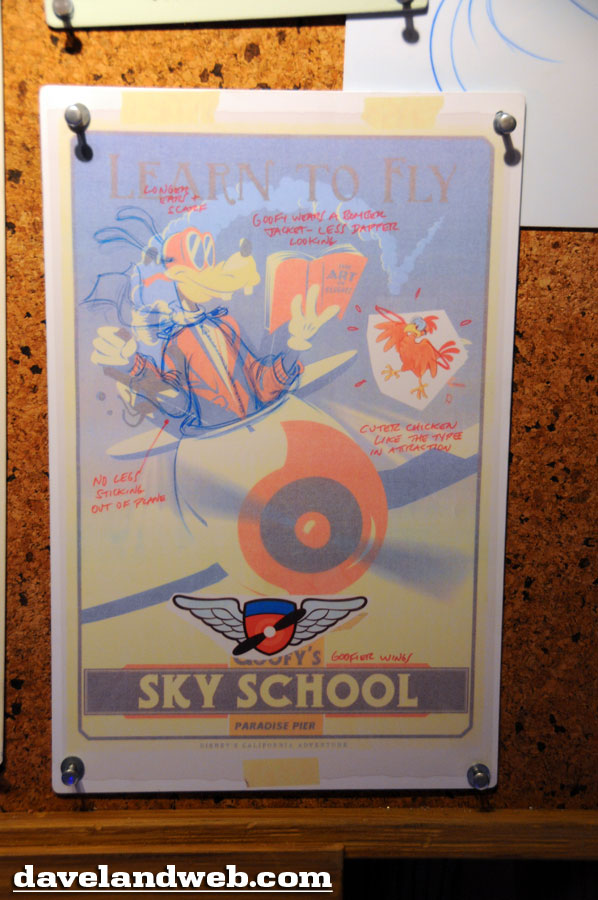 LEARN TO FLY
LONGER
EARS +
SCARF
GOOFY WEARS A BOMBER
JACKET - LESS DAPPER
LOOKING
THE
ART
OF
FLIGHT
CUTER CHICKEN
LIKE THE TYPE
IN ATTRACTION
NO LEGS
STICKING
OUT OF PLANE
GOOFY'S
GOOFIER WINGS
SKY SCHOOL
PARADISE PIER
DISNEY'S CALIFORNIA ADVENTURE
davelandweb.com